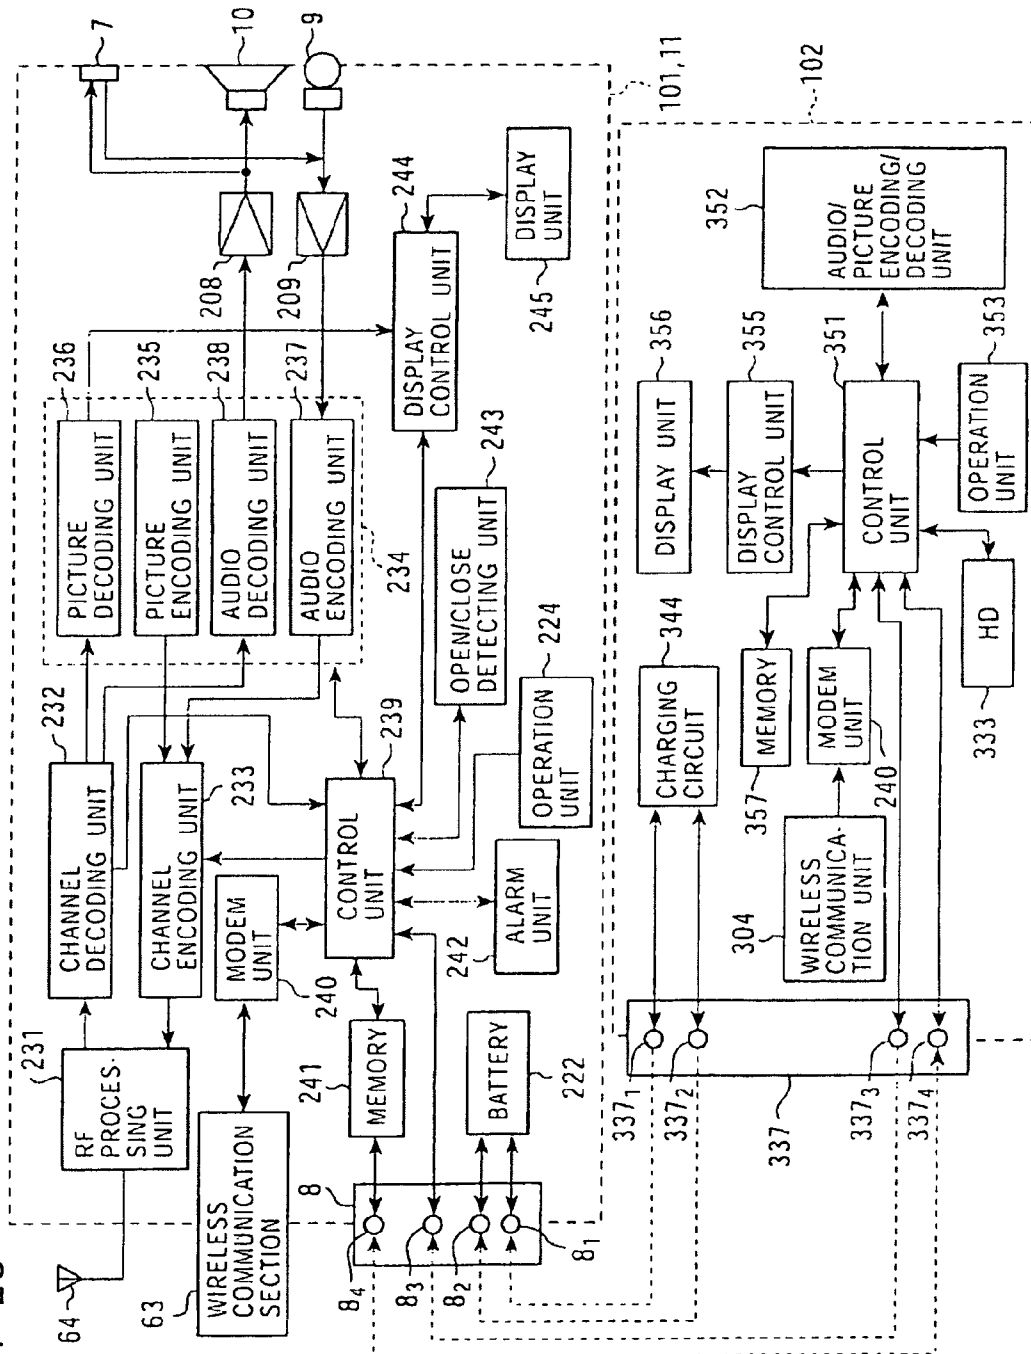 64
63
WIRELESS
COMMUNICATION
SECTION
231
RF
PROCES-
SING
UNIT
232
CHANNEL
DECODING UNIT
233
CHANNEL
ENCODING UNIT
MODEM
UNIT
240
236
PICTURE
DECODING UNIT
235
PICTURE
ENCODING UNIT
238
AUDIO
DECODING UNIT
237
AUDIO
ENCODING UNIT
234
208
209
7
10
9
244
DISPLAY
CONTROL UNIT
DISPLAY
UNIT
245
239
CONTROL
UNIT
243
OPEN/CLOSE
DETECTING UNIT
224
OPERATION
UNIT
ALARM
UNIT
242
241
MEMORY
BATTERY
222
8
84
83
82
81
101, 11
102
352
AUDIO/
PICTURE
ENCODING/
DECODING
UNIT
356
DISPLAY UNIT
355
DISPLAY
CONTROL UNIT
351
CONTROL
UNIT
353
OPERATION
UNIT
344
CHARGING
CIRCUIT
MEMORY
357
MODEM
UNIT
240
HD
333
304
WIRELESS
COMMUNICA-
TION UNIT
3371
3372
337
3373
3374